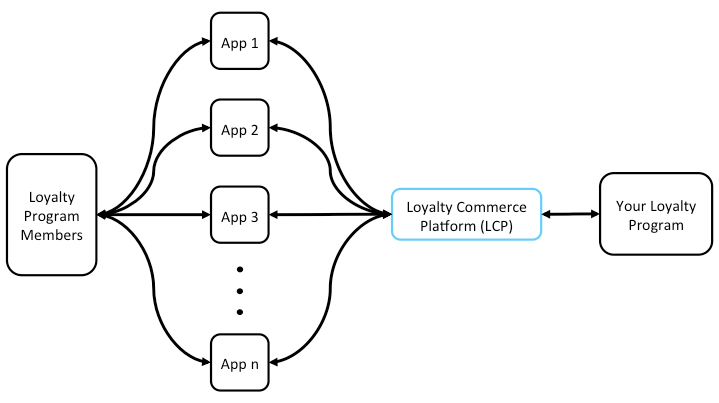 App 1
App 2
Loyalty
Program
Members
App 3
Loyalty Commerce
Platform (LCP)
Your Loyalty
Program
App n